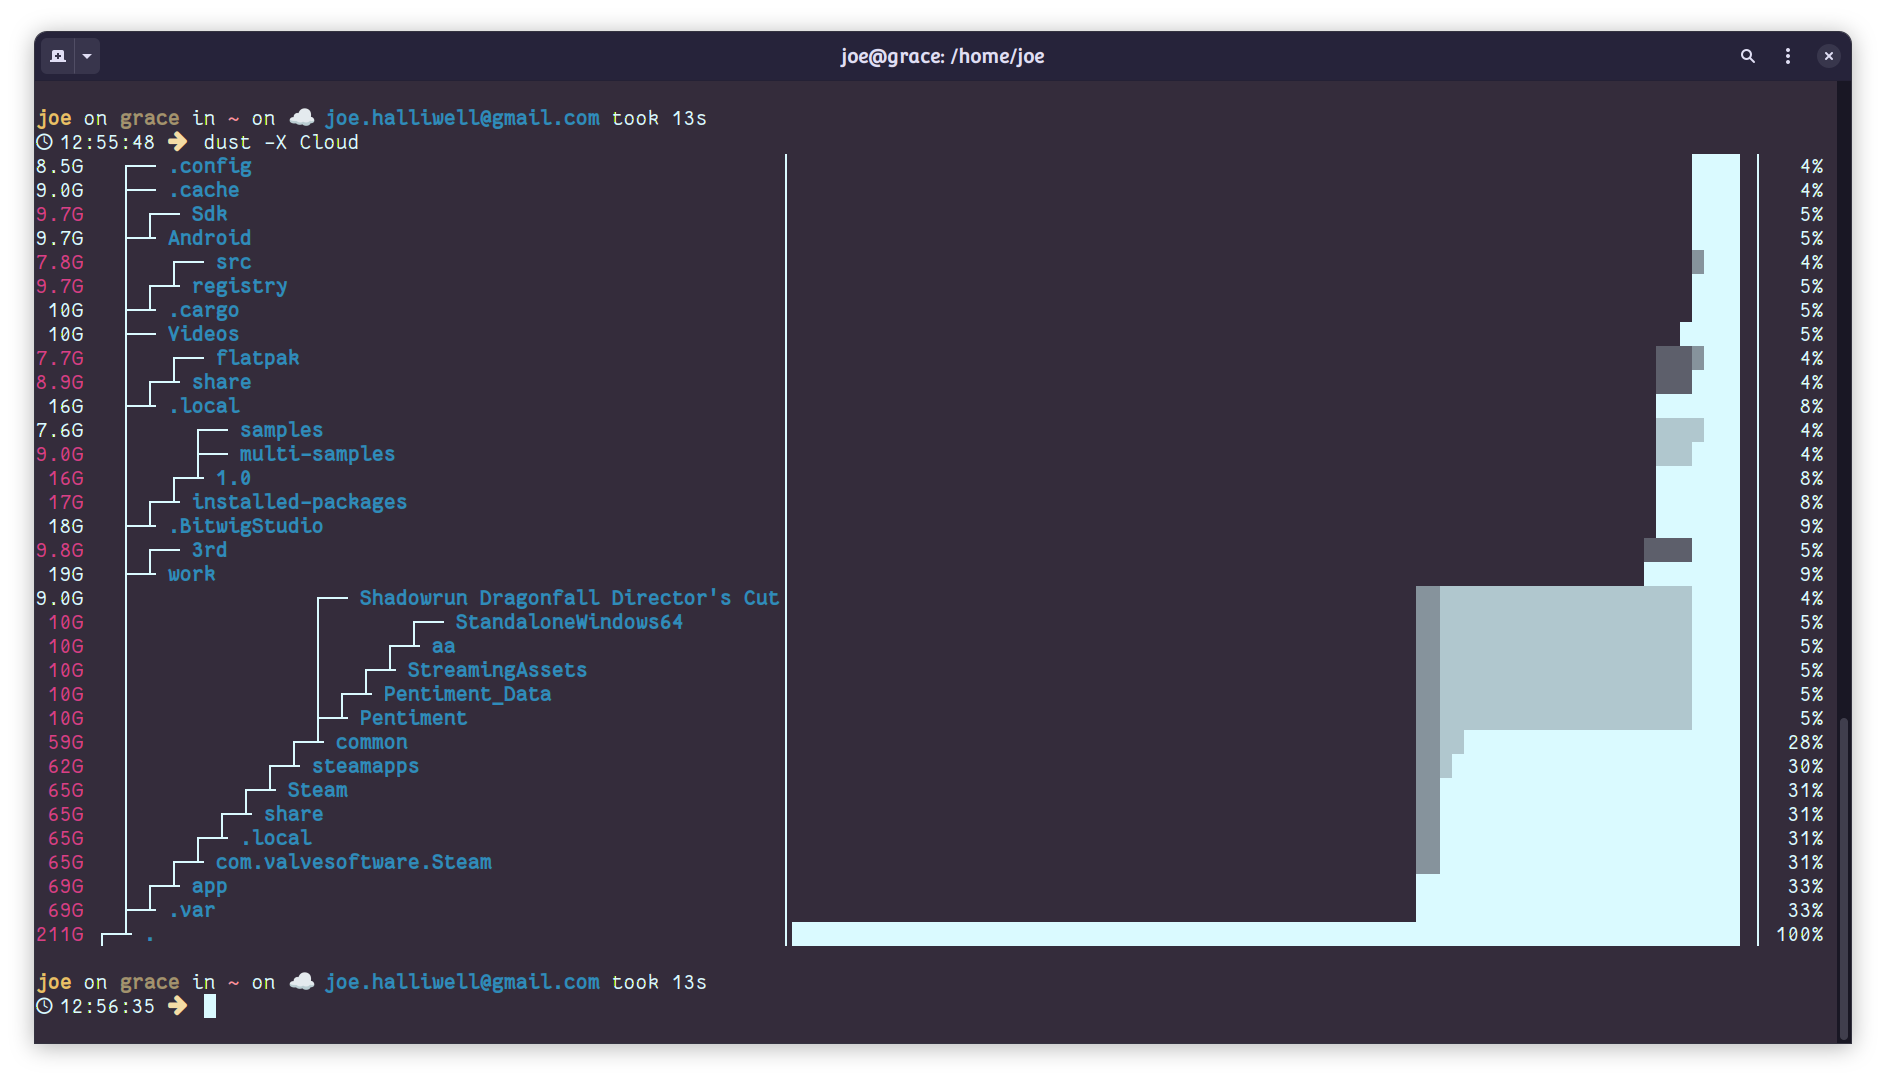 joe@grace: /home/joe
joe on grace in ~ on ☁️ joe.halliwell@gmail.com took 13s
12:55:48 ➜ dust -X Cloud
8.5G ├── .config 4%
9.0G ├── .cache 4%
9.7G ┌── Sdk 5%
9.7G ├─┴ Android 5%
7.8G ┌── src 4%
9.7G ┌─┴ registry 5%
10G ├─┴ .cargo 5%
10G ├── Videos 5%
7.7G ┌── flatpak 4%
8.9G ┌─┴ share 4%
16G ├─┴ .local 8%
7.6G ┌── samples 4%
9.0G ├── multi-samples 4%
16G ┌─┴ 1.0 8%
17G ┌─┴ installed-packages 8%
18G ├─┴ .BitwigStudio 9%
9.8G ┌── 3rd 5%
19G ├─┴ work 9%
9.0G ┌── Shadowrun Dragonfall Director's Cut 4%
10G ┌── StandaloneWindows64 5%
10G ┌─┴ aa 5%
10G ┌─┴ StreamingAssets 5%
10G ┌─┴ Pentiment_Data 5%
10G ├─┴ Pentiment 5%
59G ┌─┴ common 28%
62G ┌─┴ steamapps 30%
65G ┌─┴ Steam 31%
65G ┌─┴ share 31%
65G ┌─┴ .local 31%
65G ┌─┴ com.valvesoftware.Steam 31%
69G ┌─┴ app 33%
69G ├─┴ .var 33%
211G ┌─┴ . 100%
joe on grace in ~ on ☁️ joe.halliwell@gmail.com took 13s
12:56:35 ➜